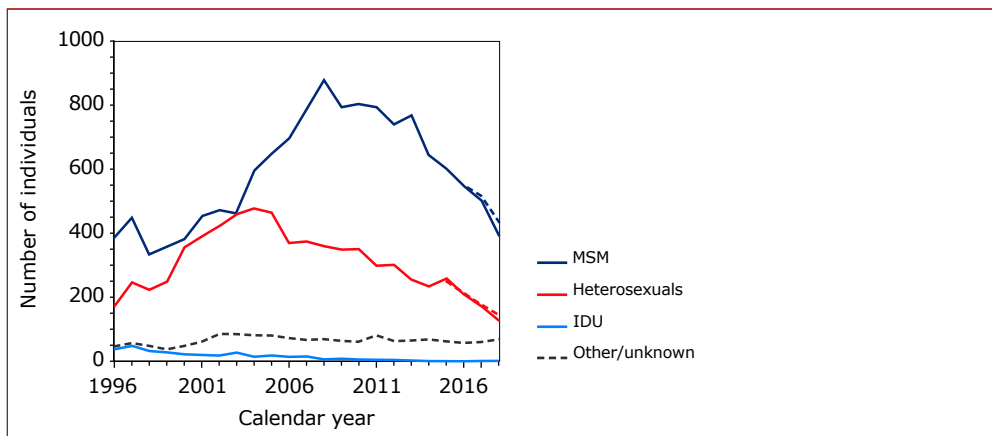 1000
800
600
400
200
0
Number of individuals
1996 2001 2006 2011 2016
Calendar year
MSM
Heterosexuals
IDU
Other/unknown